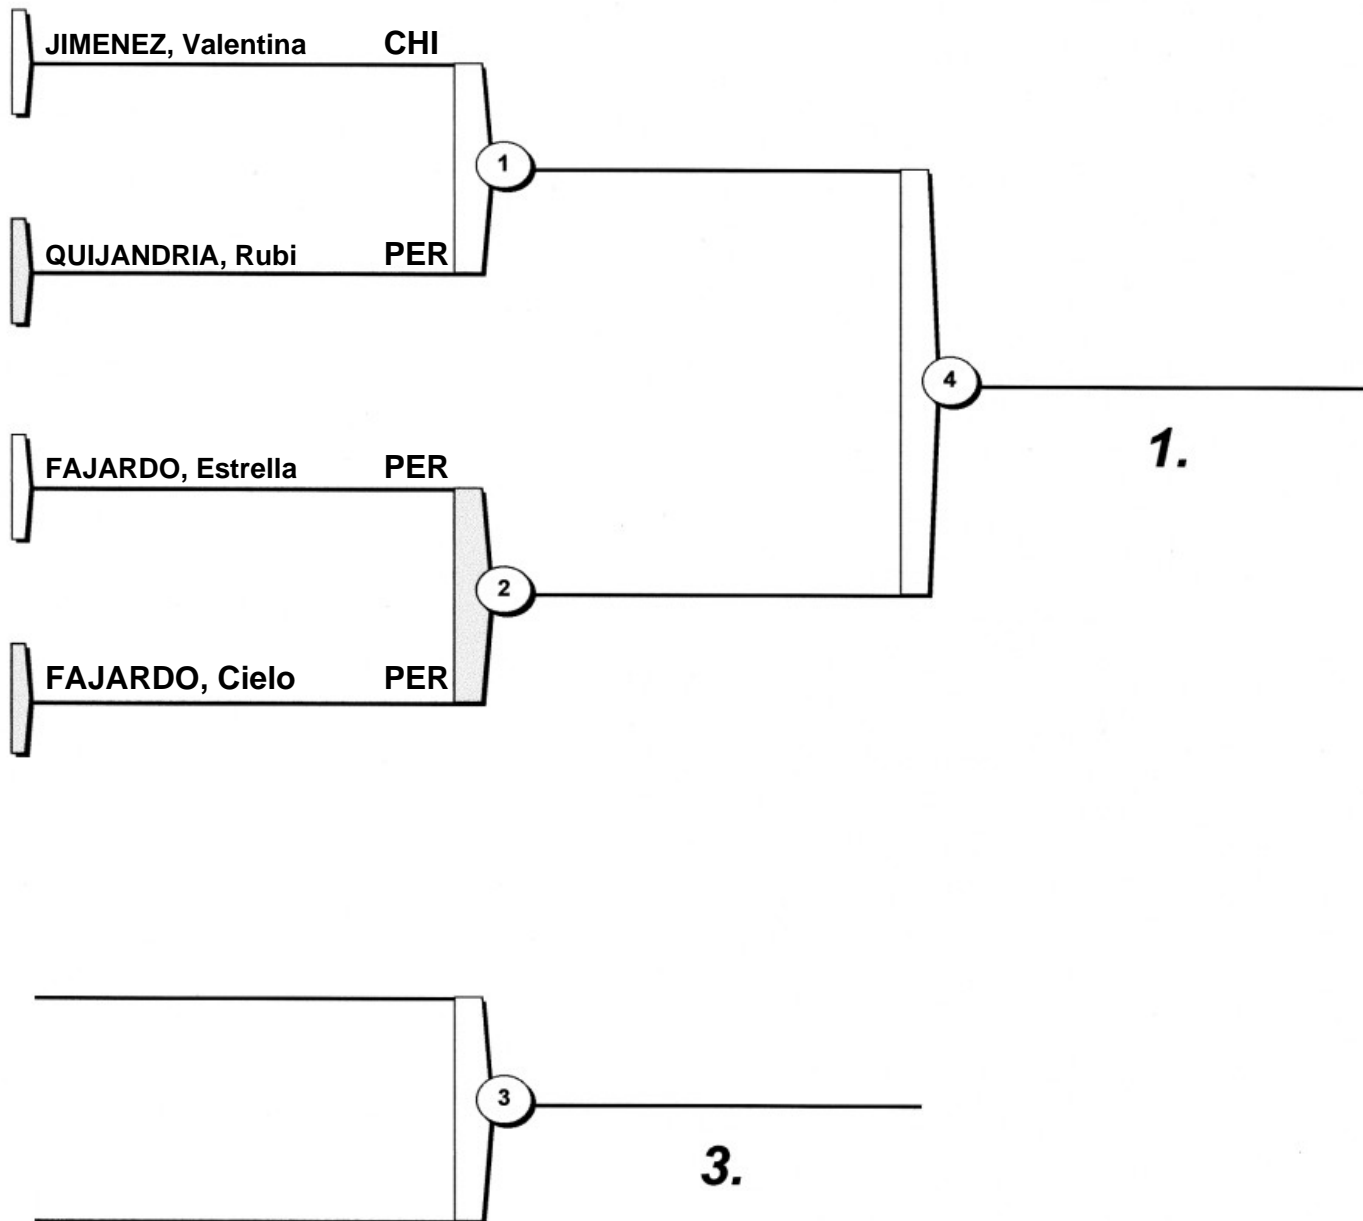 JIMENEZ, Valentina CHI
1
QUIJANDRIA, Rubi PER
4
1.
FAJARDO, Estrella PER
2
FAJARDO, Cielo PER
3
3.